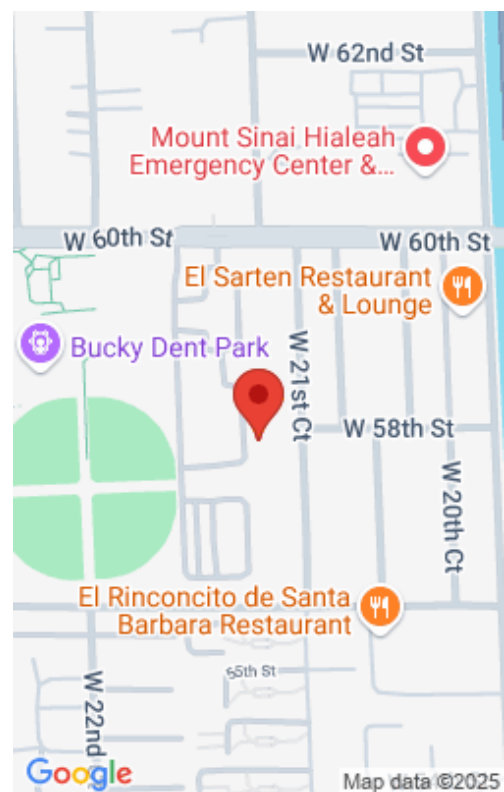 W 62nd St
Mount Sinai Hialeah
Emergency Center &...
W 60th St
W 60th St
El Sarten Restaurant
& Lounge
Bucky Dent Park
W 21st Ct
W 58th St
W 20th Ct
El Rinconcito de Santa
Barbara Restaurant
55th St
W 22nd
Google
Map data ©2025